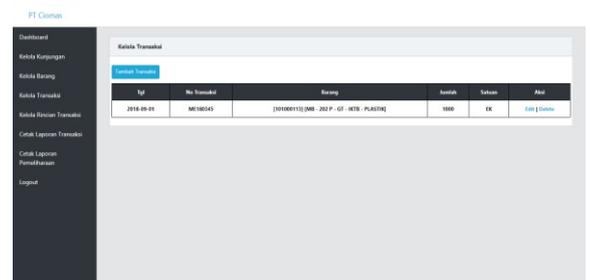 PT Ciomas
Dashboard
Kelola Kunjungan
Kelola Barang
Kelola Transaksi
Kelola Rincian Transaksi
Cetak Laporan Transaksi
Cetak Laporan
Pemeliharaan
Logout
Kelola Transaksi
Tambah Transaksi
Tgl No Transaksi Barang Jumlah Satuan Aksi
2018-09-01 ME180345 [101000113] [MB - 202 P - GT - IKTB - PLASTIK] 1000 EK Edit | Delete